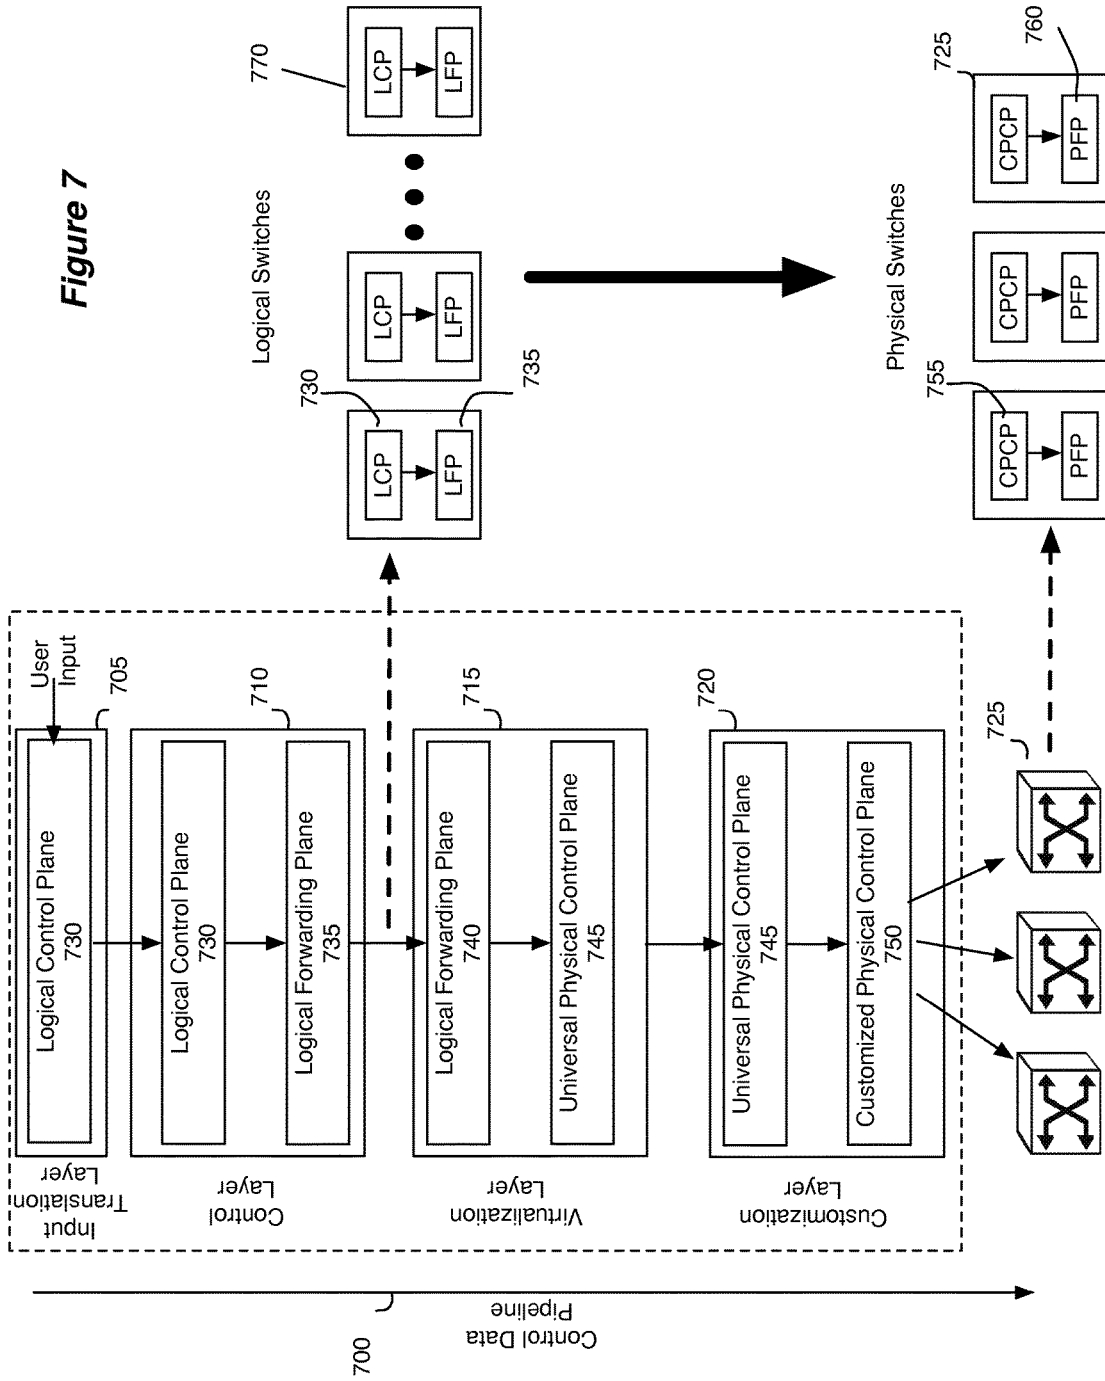 Figure 7
700
Control Data
Pipeline
Input
Translation
Layer
Logical Control Plane
730
User
Input
705
Control
Layer
Logical Control Plane
730
Logical Forwarding Plane
735
710
Virtualization
Layer
Logical Forwarding Plane
740
Universal Physical Control Plane
745
715
Customization
Layer
Universal Physical Control Plane
745
Customized Physical Control Plane
750
720
725
Logical Switches
730
LCP
LFP
735
LCP
LFP
770
LCP
LFP
Physical Switches
755
CPCP
PFP
CPCP
PFP
725
CPCP
PFP
760